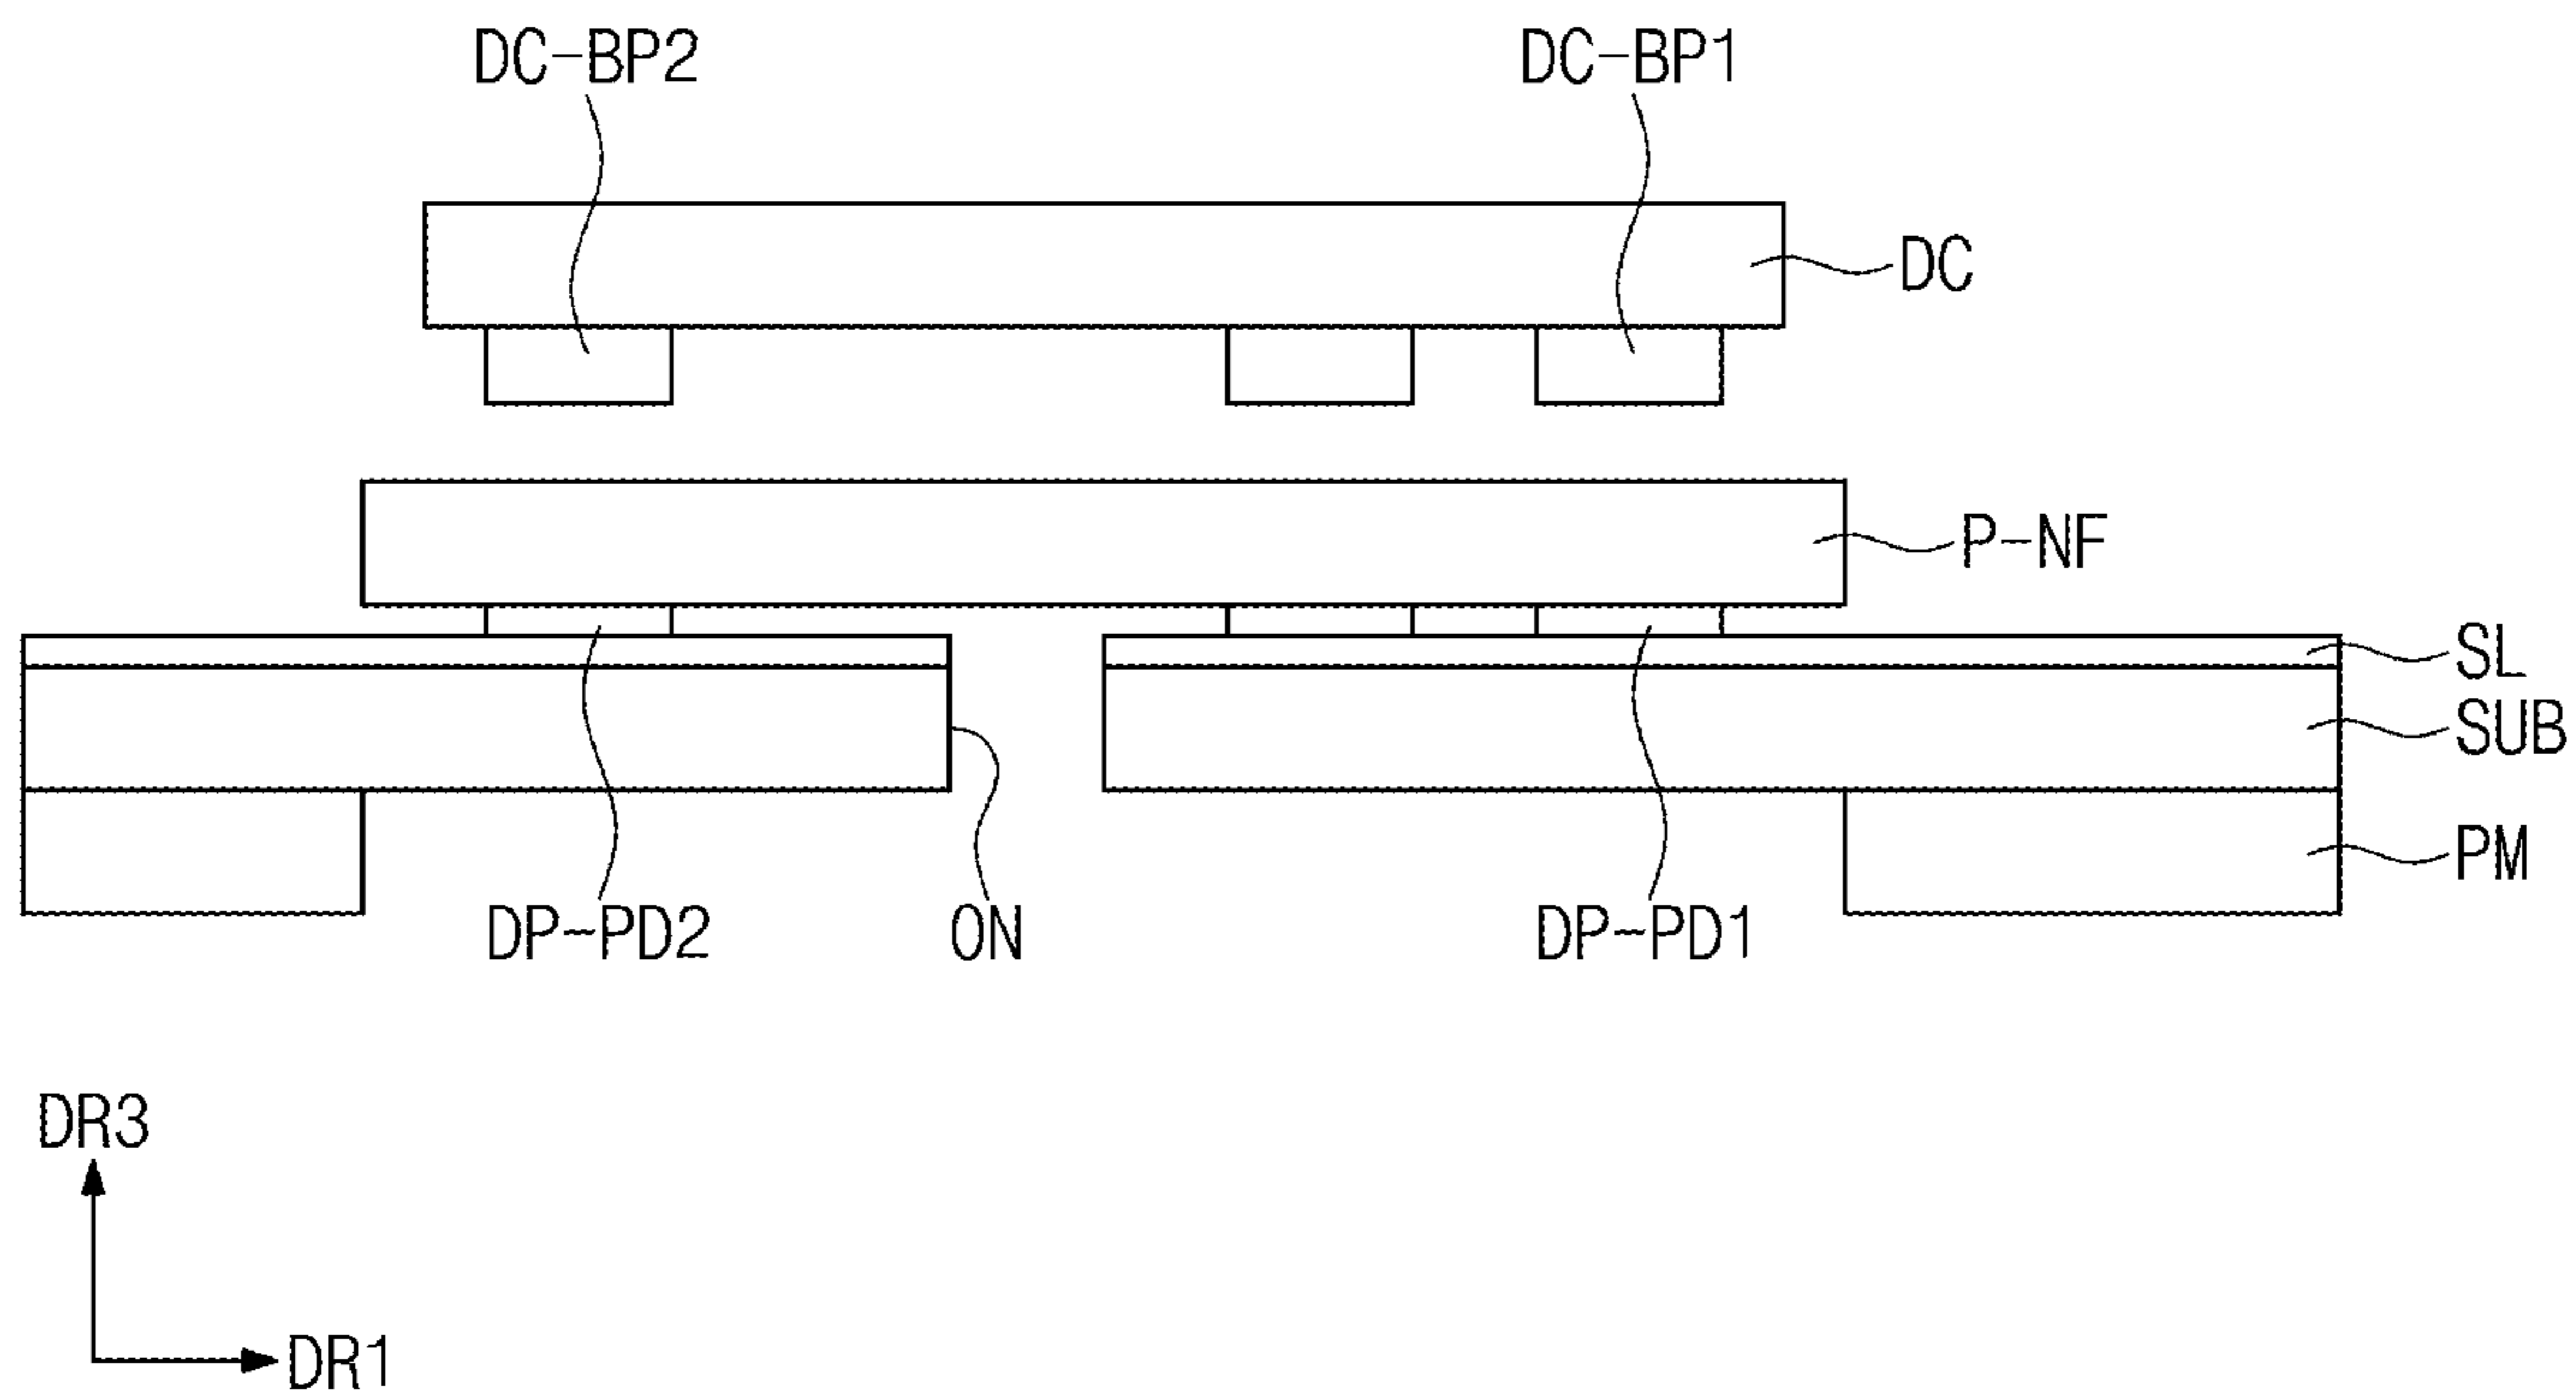 DC-BP2
DC-BP1
DC
P-NF
SL
SUB
PM
DP-PD2
ON
DP-PD1
DR3
DR1